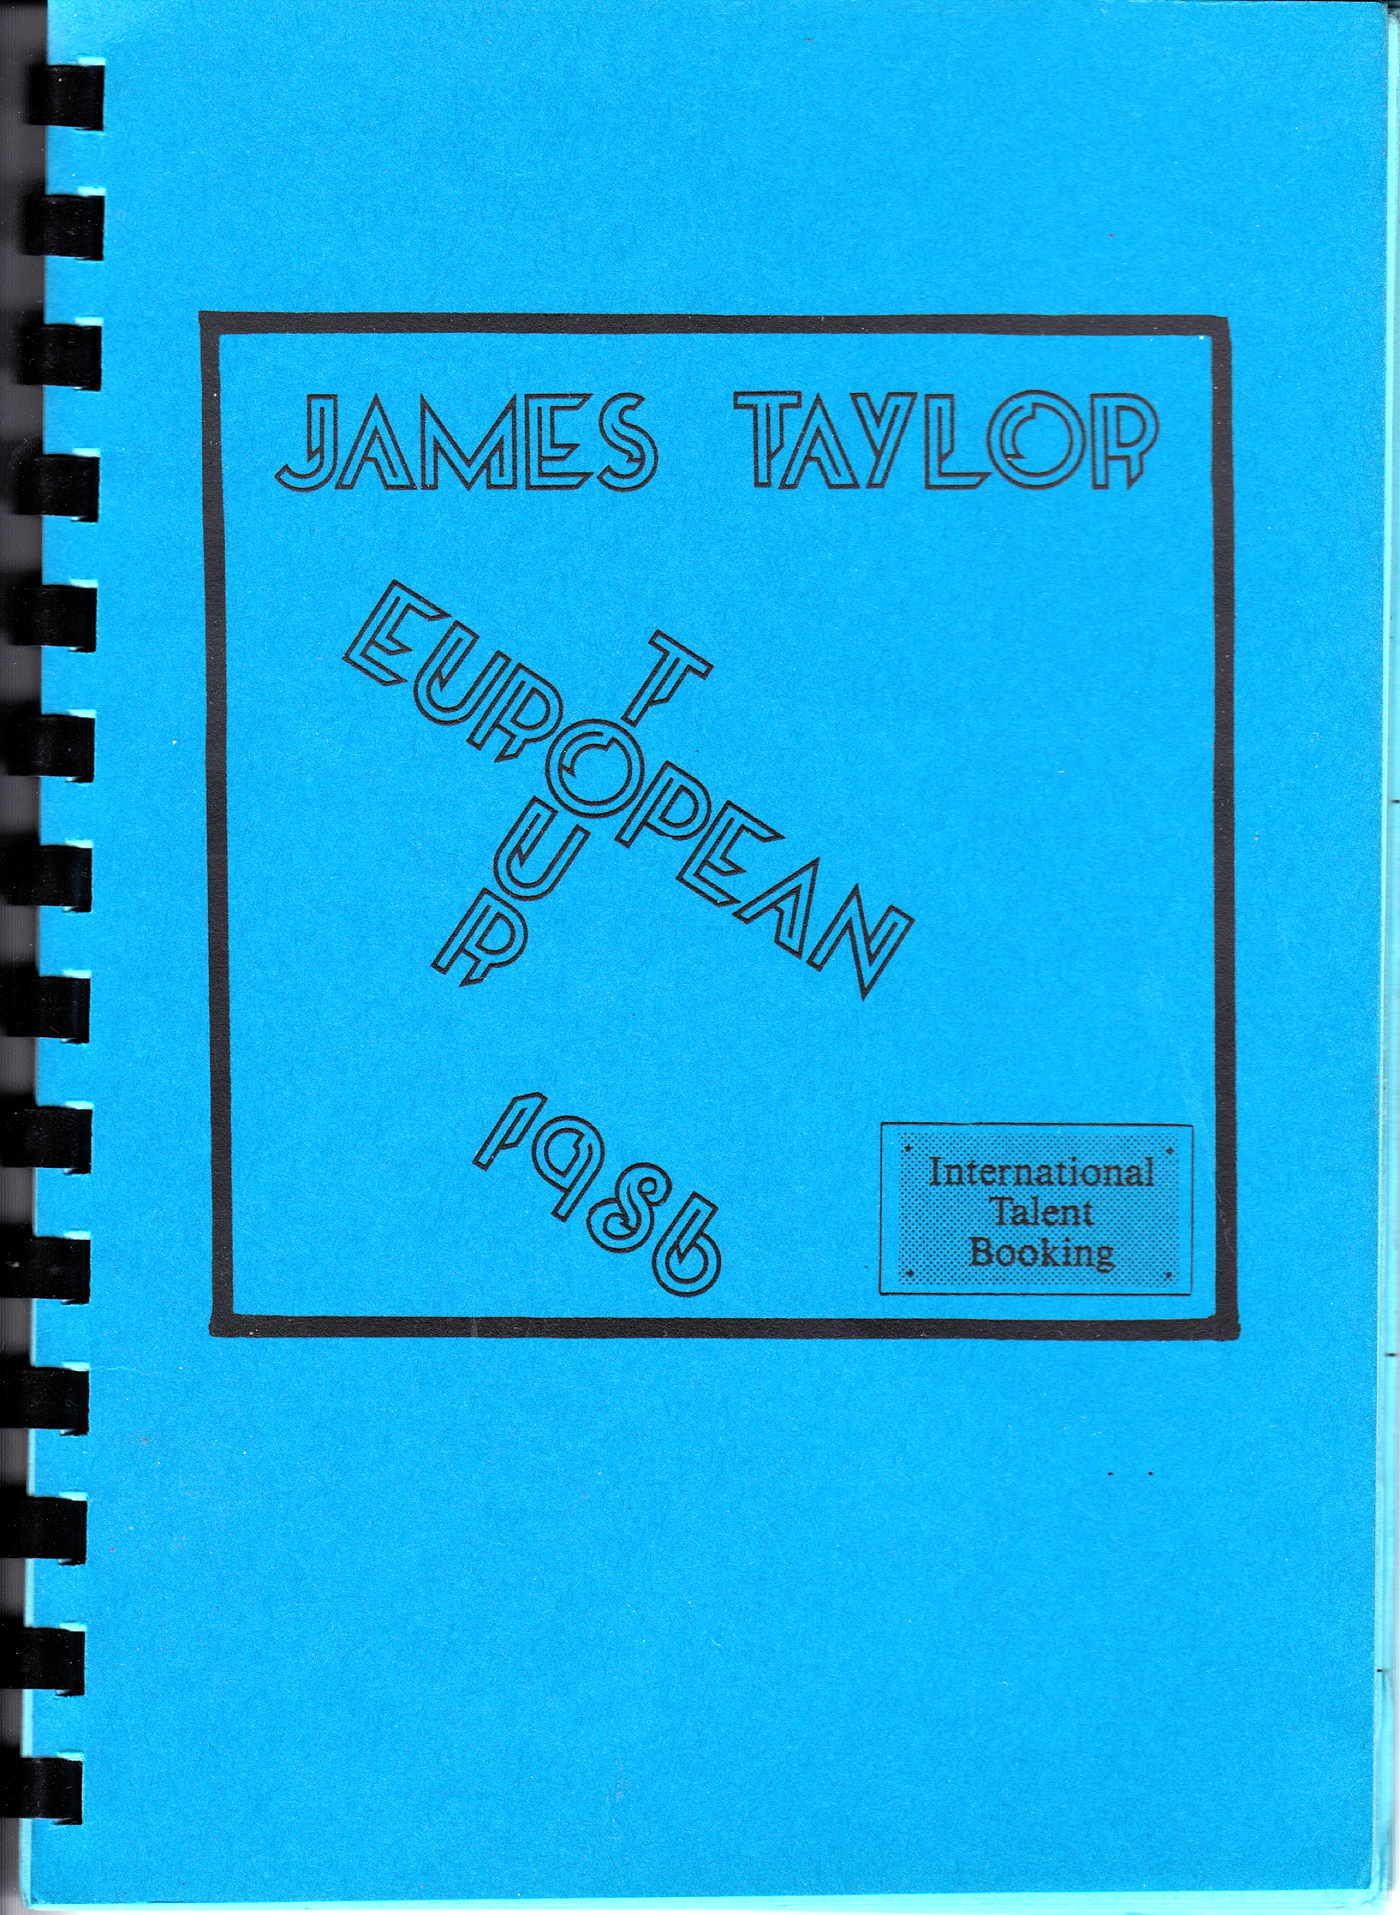 JAMES TAYLOR
EUROPEAN
TOUR
1986
International
Talent
Booking